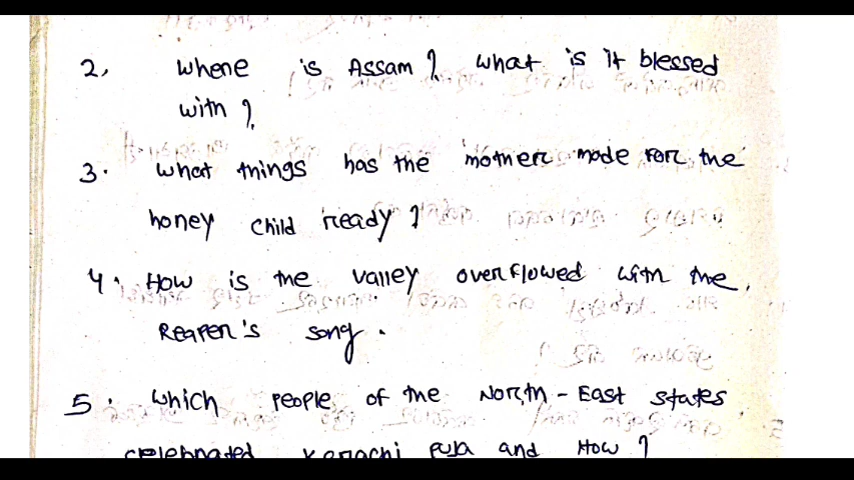 2, Where is Assam? What is it blessed
with?
3. What things has the mother made for the
honey child ready?
4. How is the valley overflowed with the
Reaper's song.
5. Which people of the North-East states
celebrated Kerachi Puja and How?